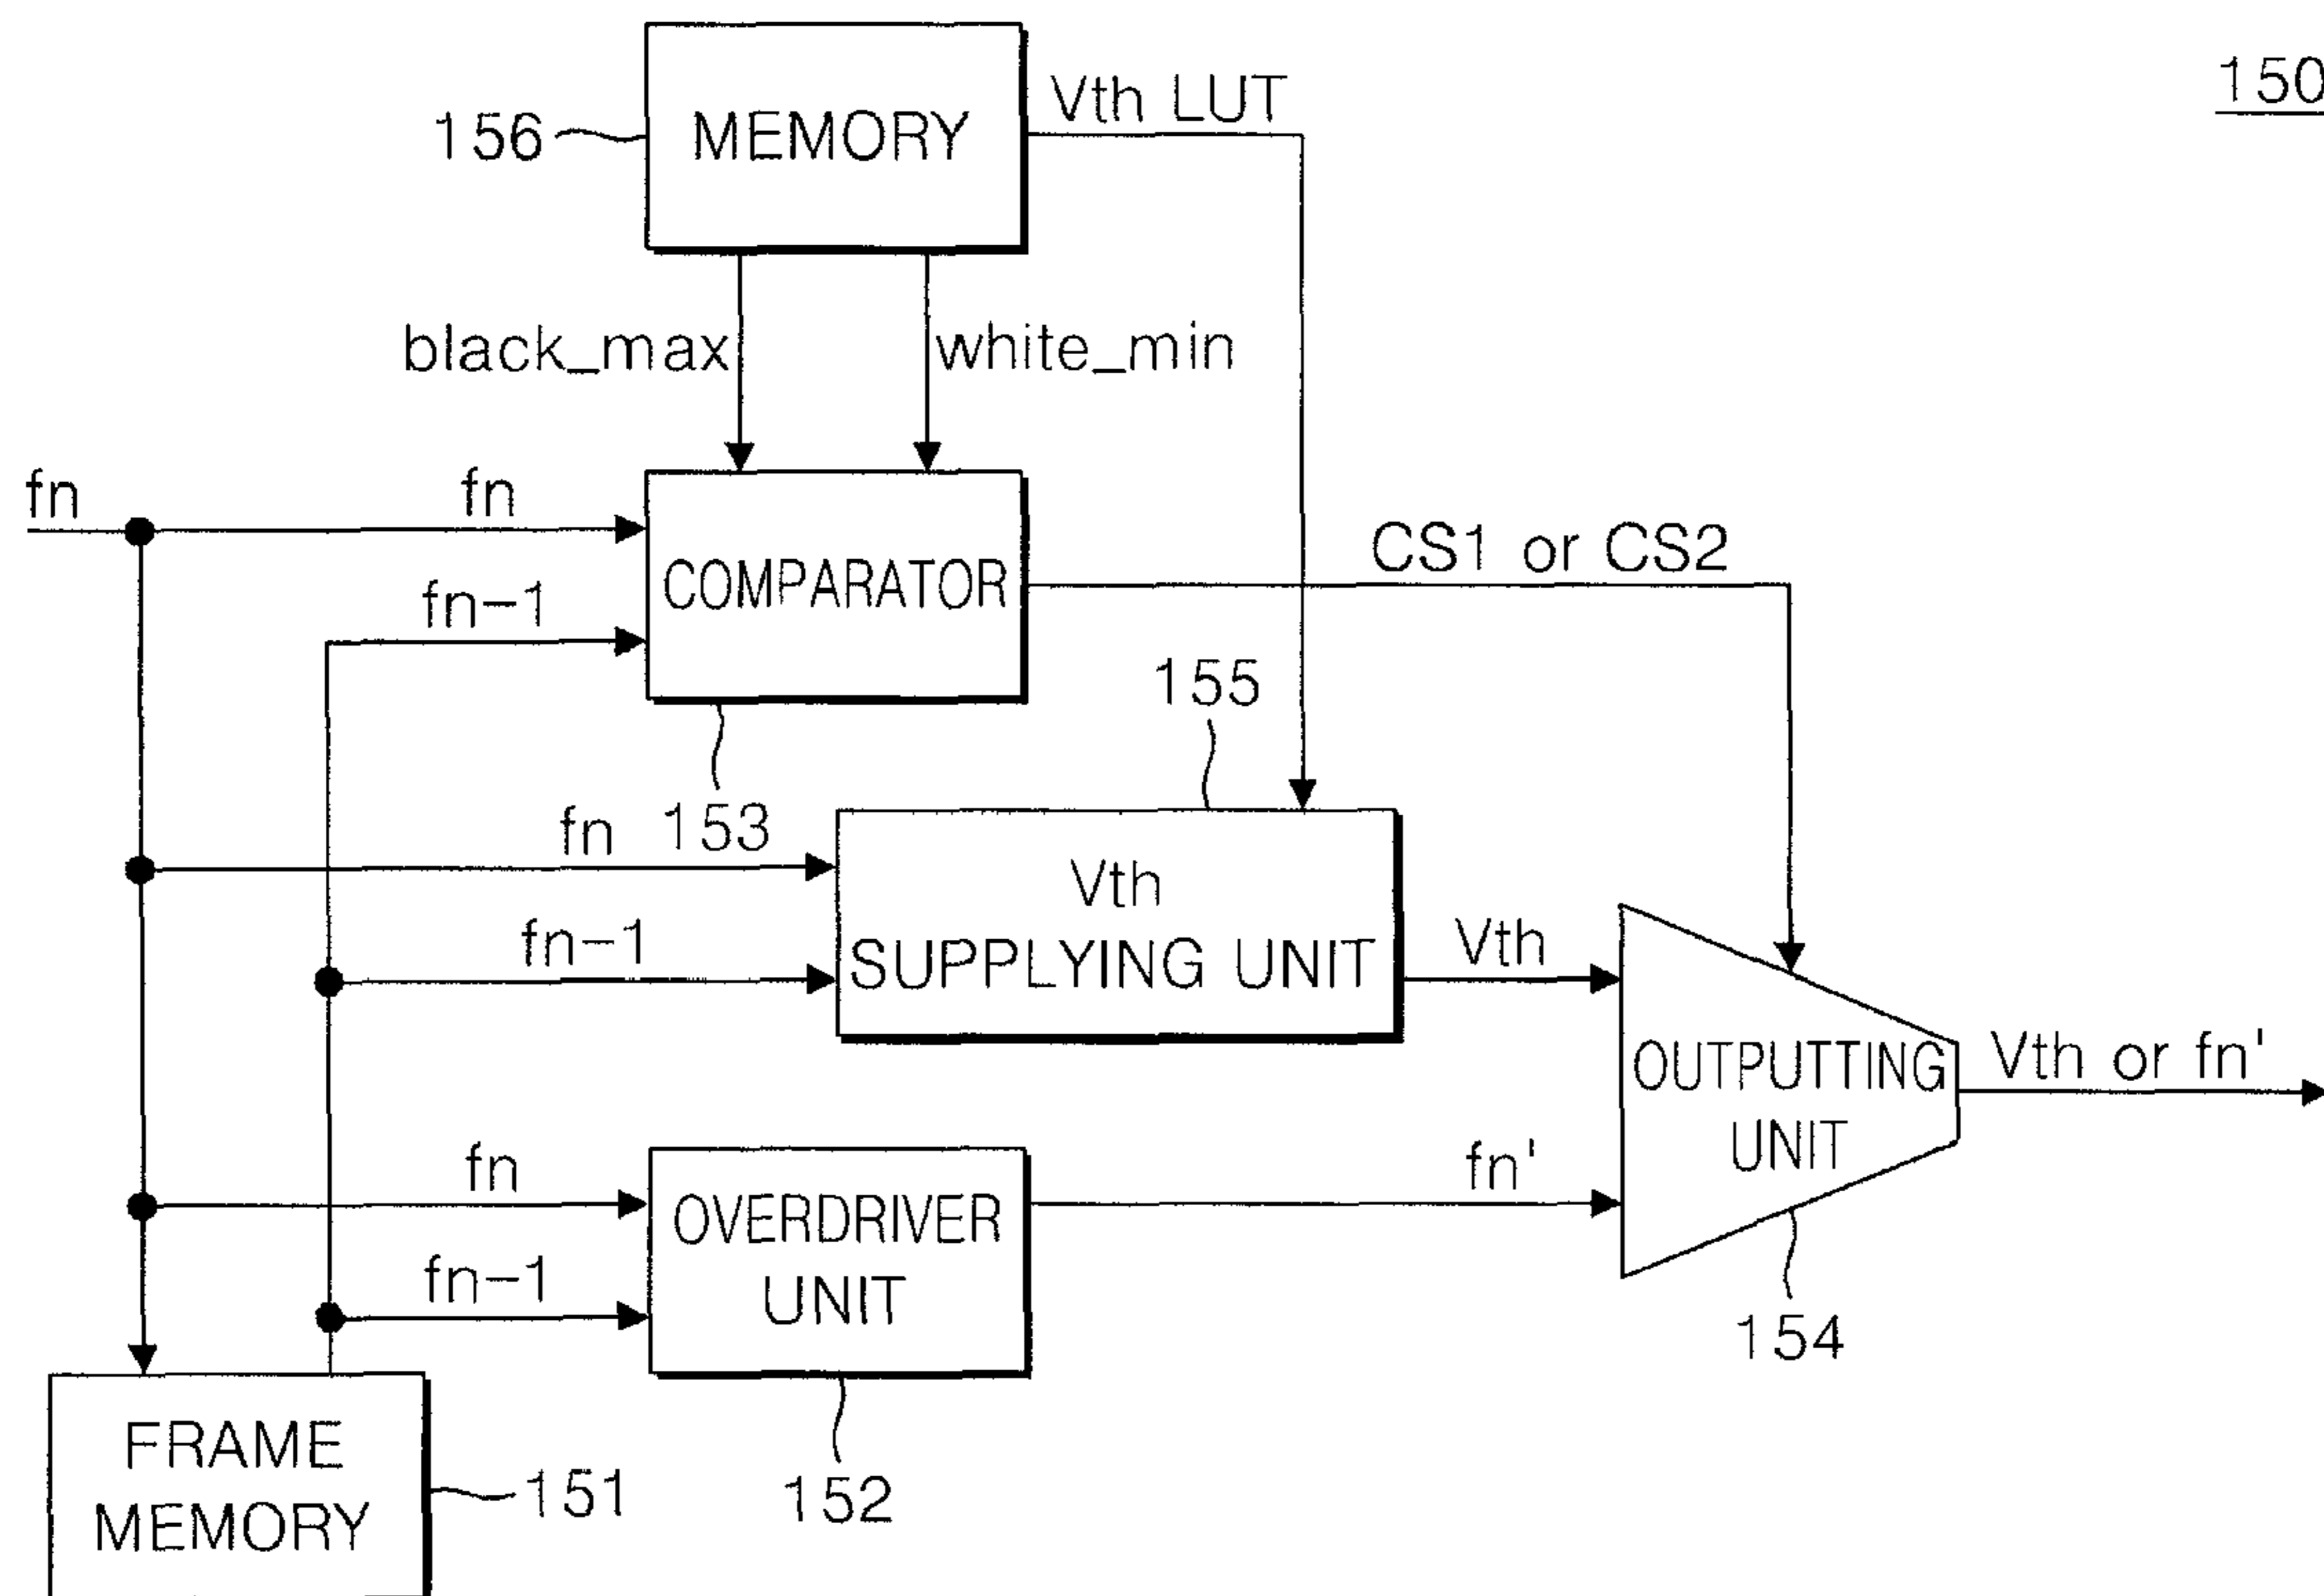 150
Vth LUT
156
MEMORY
black_max
white_min
fn
fn
CS1 or CS2
COMPARATOR
fn-1
155
153
fn
Vth
SUPPLYING UNIT
fn-1
Vth
OUTPUTTING
UNIT
Vth or fn'
fn
OVERDRIVER
UNIT
fn'
fn-1
154
FRAME
MEMORY
151
152